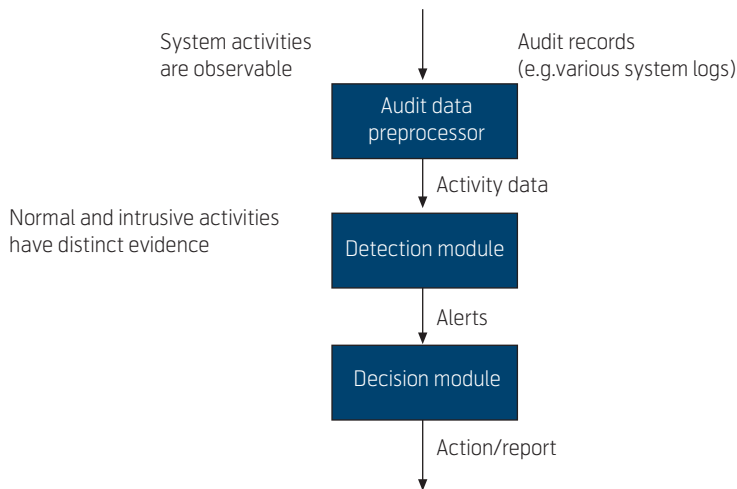 System activities
are observable
Audit records
(e.g.various system logs)
Audit data
preprocessor
Activity data
Normal and intrusive activities
have distinct evidence
Detection module
Alerts
Decision module
Action/report